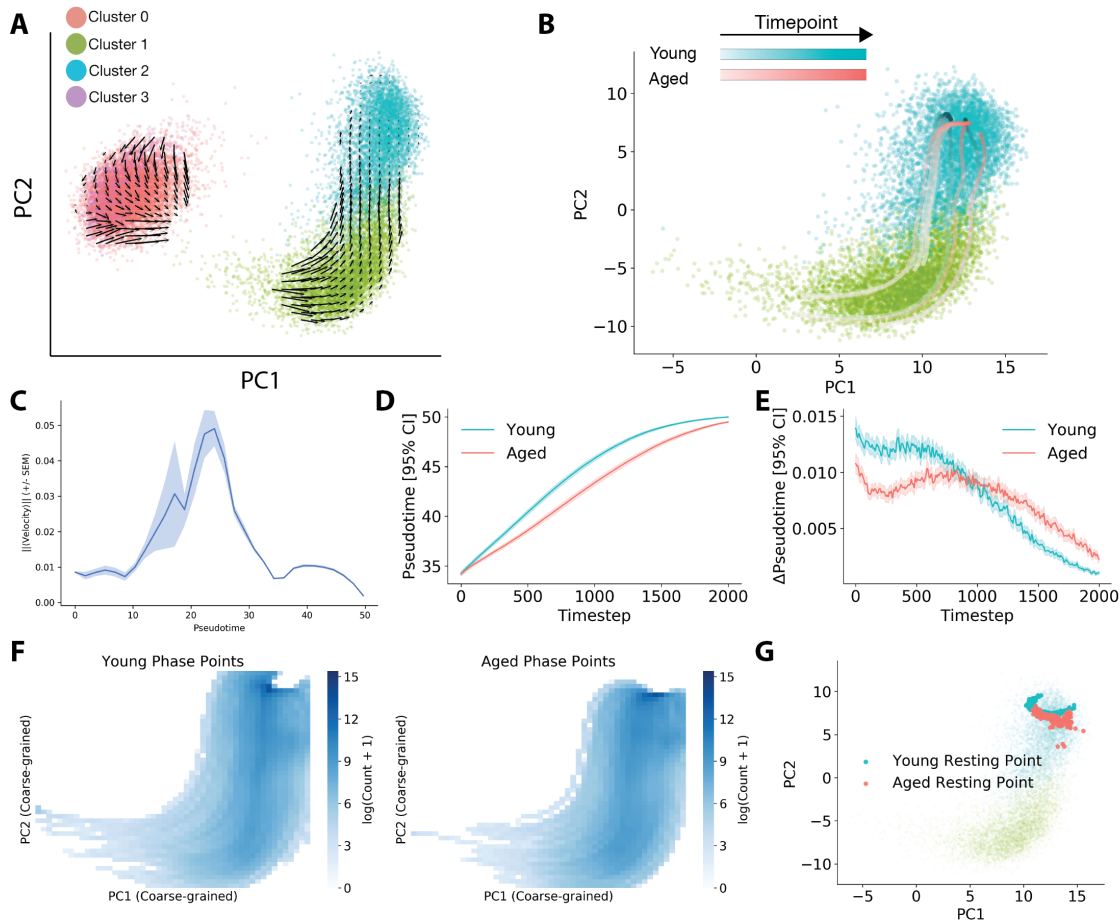 A
Cluster 0
Cluster 1
Cluster 2
Cluster 3
PC2
PC1
B
Timepoint
Young
Aged
10
5
0
−5
−10
PC2
−5
0
5
10
15
PC1
C
0.05
0.04
0.03
0.02
0.01
0.00
||(Velocity)|| (+/- SEM)
0
10
20
30
40
50
Pseudotime
D
50
45
40
35
Pseudotime [95% CI]
Young
Aged
0
500
1000
1500
2000
Timestep
E
0.015
0.010
0.005
ΔPseudotime [95% CI]
Young
Aged
0
500
1000
1500
2000
Timestep
F
Young Phase Points
PC2 (Coarse-grained)
PC1 (Coarse-grained)
15
12
9
6
3
0
log(Count + 1)
Aged Phase Points
PC2 (Coarse-grained)
PC1 (Coarse-grained)
15
12
9
6
3
0
log(Count + 1)
G
10
5
0
−5
−10
PC2
Young Resting Point
Aged Resting Point
−5
0
5
10
15
PC1